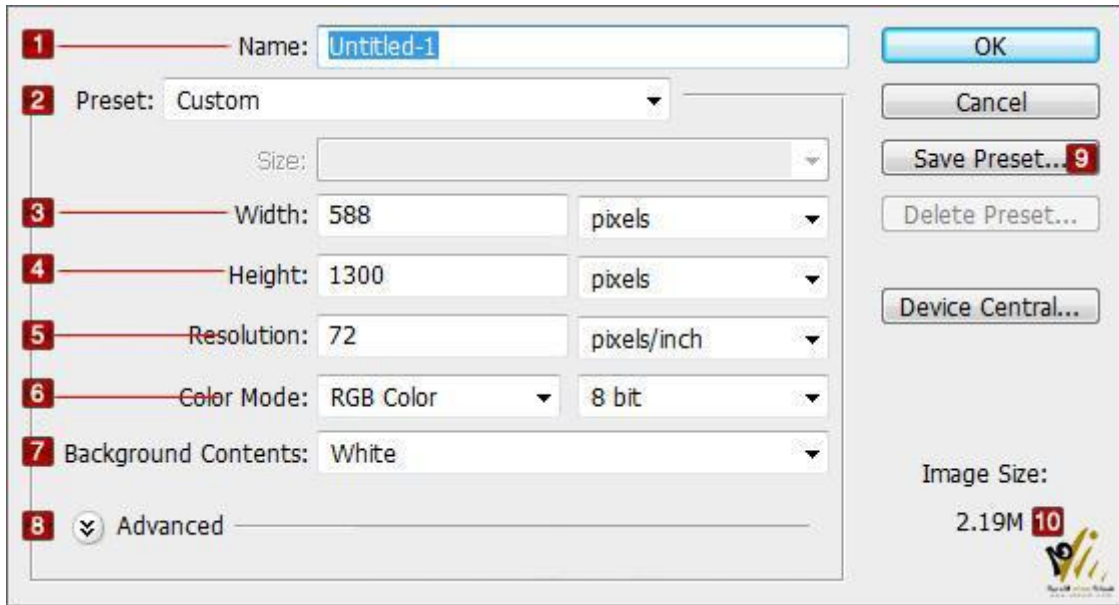 1 Name: Untitled-1 OK
2 Preset: Custom Cancel
Size: Save Preset... 9
3 Width: 588 pixels Delete Preset...
4 Height: 1300 pixels
Device Central...
5 Resolution: 72 pixels/inch
6 Color Mode: RGB Color 8 bit
7 Background Contents: White
Image Size:
8 Advanced 2.19M 10